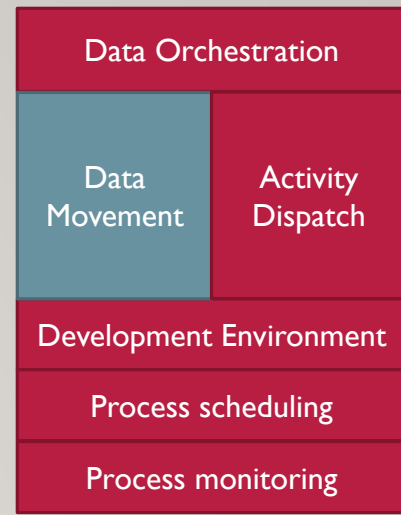 Data Orchestration
Data
Movement
Activity
Dispatch
Development Environment
Process scheduling
Process monitoring